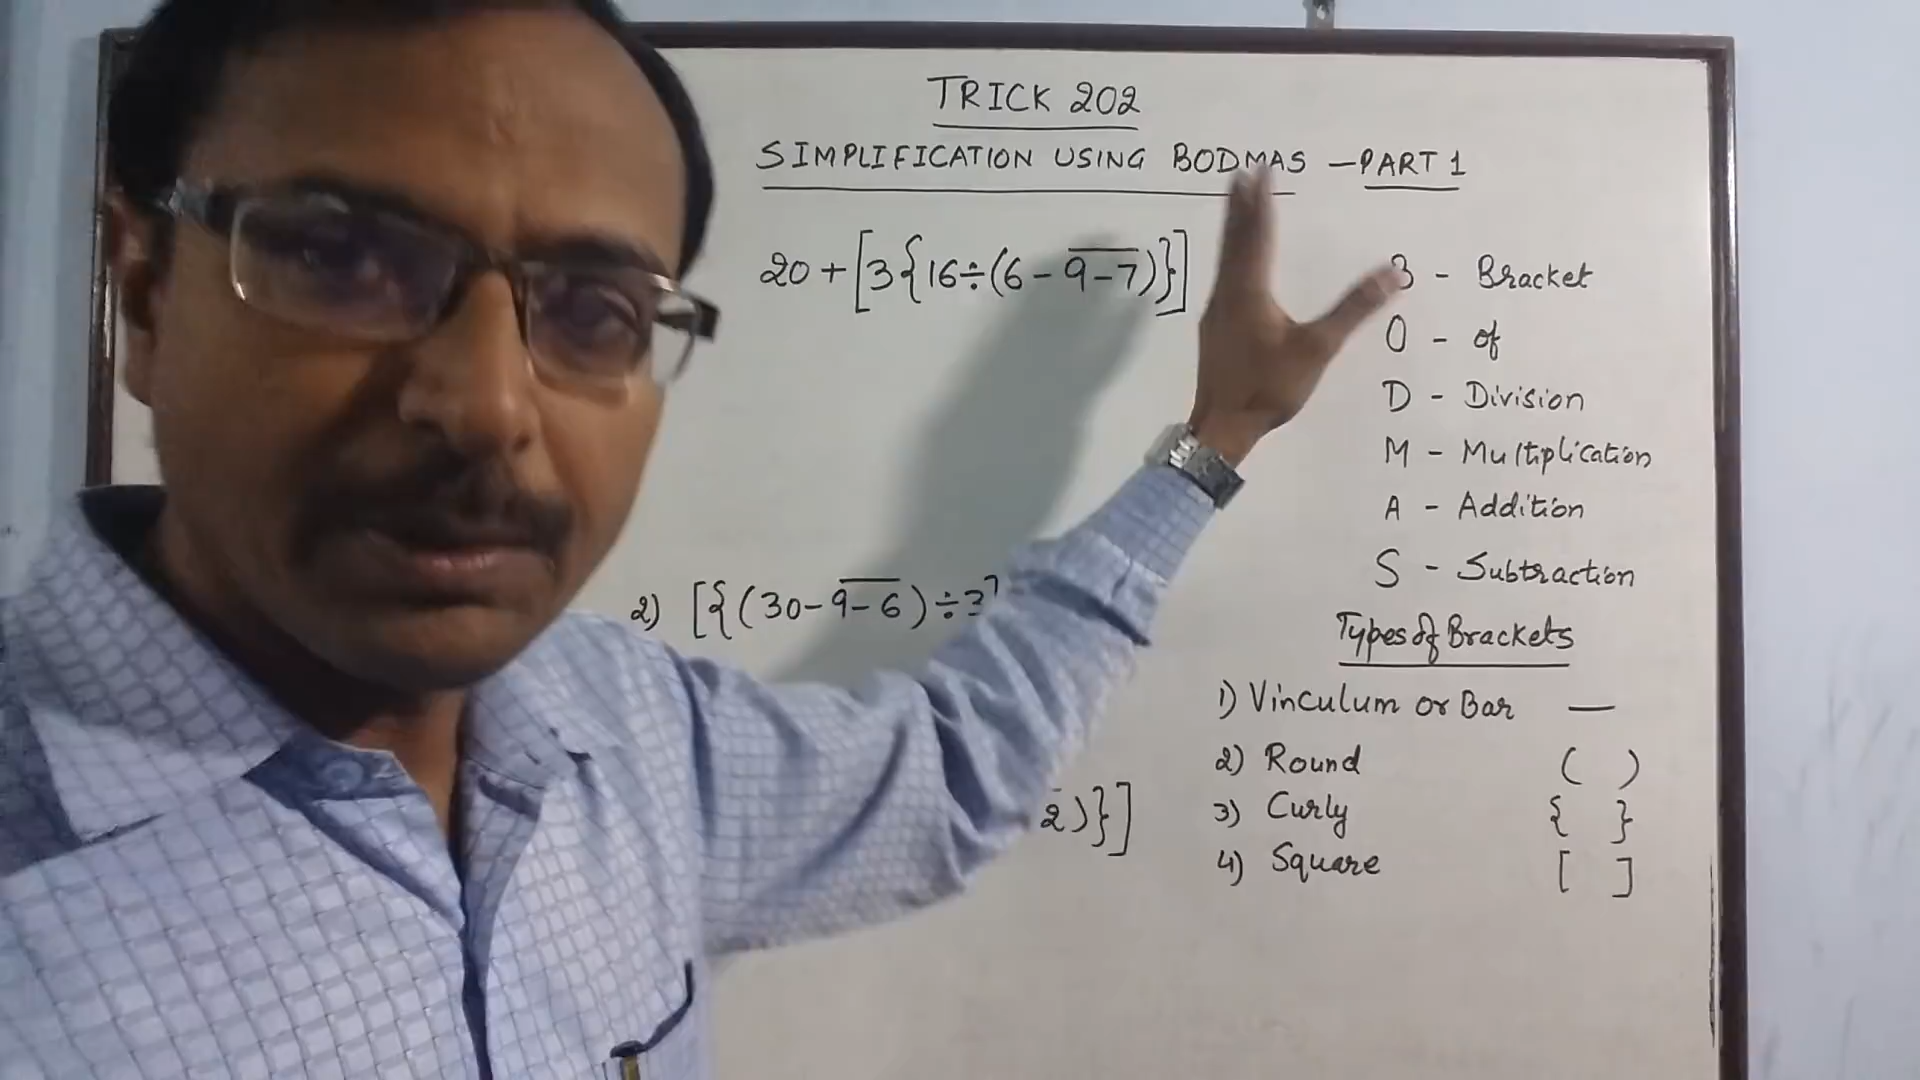 TRICK 202
SIMPLIFICATION USING BODMAS - PART 1
20 + [3{16÷(6 - 9̅ ̅-̅ ̅7̅)}]
B - Bracket
O - of
D - Division
M - Multiplication
A - Addition
S - Subtraction
2) [{(30 - 9̅ ̅-̅ ̅6̅) ÷ 3
2)}]
Types of Brackets
1) Vinculum or Bar —
2) Round ( )
3) Curly { }
4) Square [ ]